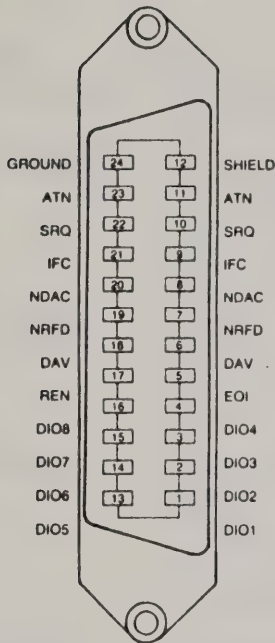 GROUND 24 12 SHIELD
ATN 23 11 ATN
SRQ 22 10 SRQ
IFC 21 9 IFC
NDAC 20 8 NDAC
NRFD 19 7 NRFD
DAV 18 6 DAV
REN 17 5 EOI
DIO8 16 4 DIO4
DIO7 15 3 DIO3
DIO6 14 2 DIO2
DIO5 13 1 DIO1